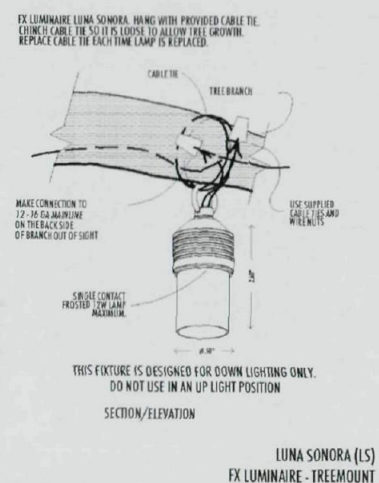 FX LUMINAIRE LUNA SONORA. HANG WITH PROVIDED CABLE TIE.
CHINCH CABLE TIE SO IT IS LOOSE TO ALLOW TREE GROWTH.
REPLACE CABLE TIE EACH TIME LAMP IS REPLACED.
CABLE TIE
TREE BRANCH
MAKE CONNECTION TO
12 - 16 GA MAINLINE
ON THE BACK SIDE
OF BRANCH OUT OF SIGHT
USE SUPPLIED
CABLE TIES AND
WIRE NUTS
SINGLE CONTACT
FROSTED 12W LAMP
MAXIMUM.
THIS FIXTURE IS DESIGNED FOR DOWN LIGHTING ONLY.
DO NOT USE IN AN UP LIGHT POSITION
SECTION/ELEVATION
LUNA SONORA (LS)
FX LUMINAIRE - TREEMOUNT